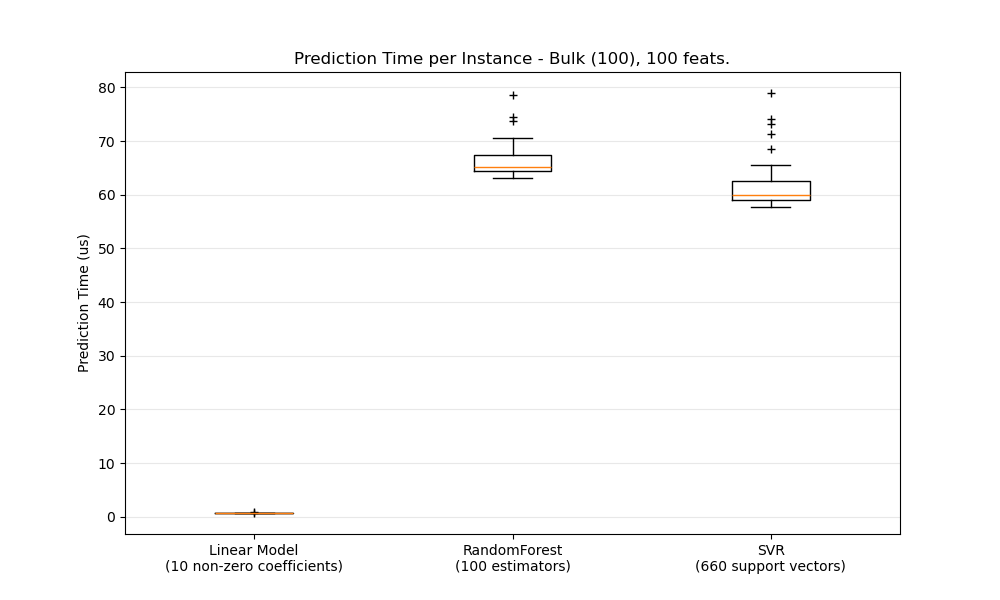 Prediction Time per Instance - Bulk (100), 100 feats.
Prediction Time (us)
80
70
60
50
40
30
20
10
0
Linear Model
(10 non-zero coefficients)
RandomForest
(100 estimators)
SVR
(660 support vectors)